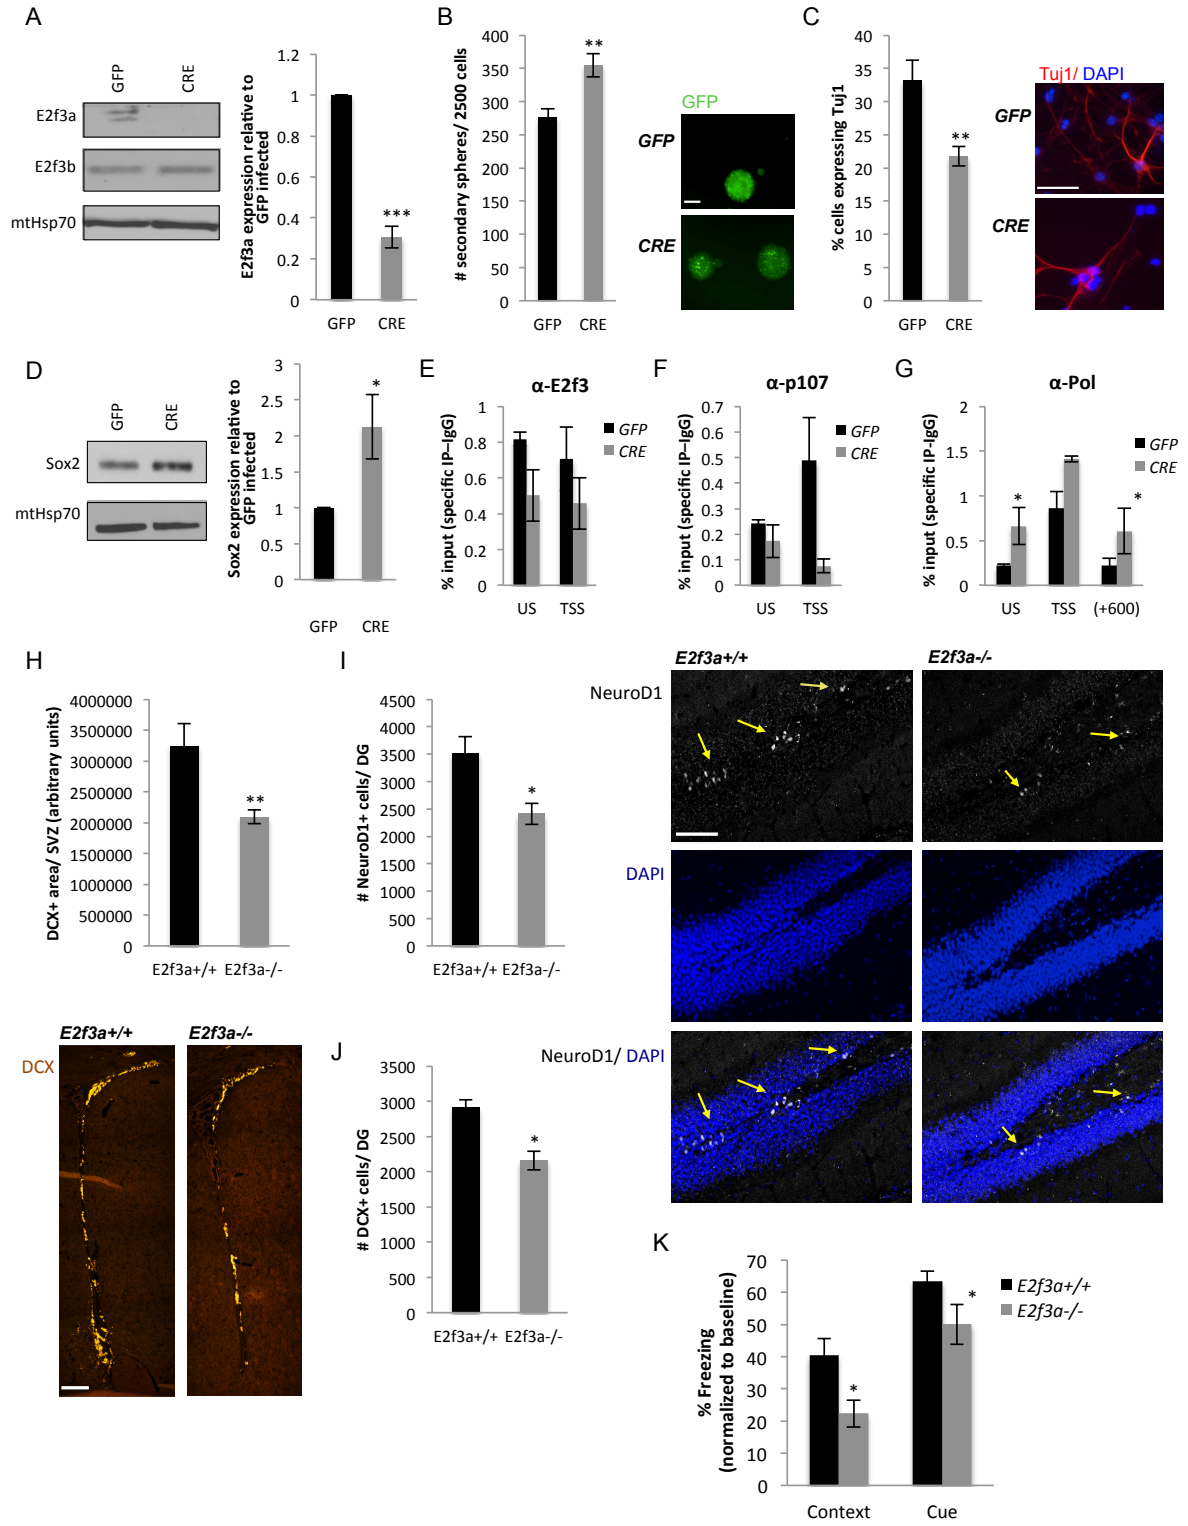 A
GFP
CRE
E2f3a
E2f3b
mtHsp70
E2f3a expression relative to
GFP infected
1.2
1
0.8
0.6
0.4
0.2
0
***
GFP CRE
B
# secondary spheres/ 2500 cells
400
350
300
250
200
150
100
50
0
**
GFP CRE
GFP
GFP
CRE
C
% cells expressing Tuj1
40
35
30
25
20
15
10
5
0
**
GFP CRE
Tuj1/ DAPI
GFP
CRE
D
GFP
CRE
Sox2
mtHsp70
Sox2 expression relative to
GFP infected
3
2.5
2
1.5
1
0.5
0
*
GFP CRE
E
α-E2f3
% input (specific IP–IgG)
1
0.8
0.6
0.4
0.2
0
GFP
CRE
US TSS
F
α-p107
% input (specific IP-IgG)
0.7
0.6
0.5
0.4
0.3
0.2
0.1
0
GFP
CRE
US TSS
G
α-Pol
% input (specific IP-IgG)
2
1.5
1
0.5
0
GFP
CRE
*
*
US TSS (+600)
H
DCX+ area/ SVZ (arbitrary units)
4000000
3500000
3000000
2500000
2000000
1500000
1000000
500000
0
**
E2f3a+/+ E2f3a-/-
E2f3a+/+ E2f3a-/-
DCX
I
# NeuroD1+ cells/ DG
4500
4000
3500
3000
2500
2000
1500
1000
500
0
*
E2f3a+/+ E2f3a-/-
E2f3a+/+ E2f3a-/-
NeuroD1
DAPI
NeuroD1/ DAPI
J
# DCX+ cells/ DG
3500
3000
2500
2000
1500
1000
500
0
*
E2f3a+/+ E2f3a-/-
K
% Freezing
(normalized to baseline)
70
60
50
40
30
20
10
0
*
*
E2f3a+/+
E2f3a-/-
Context Cue